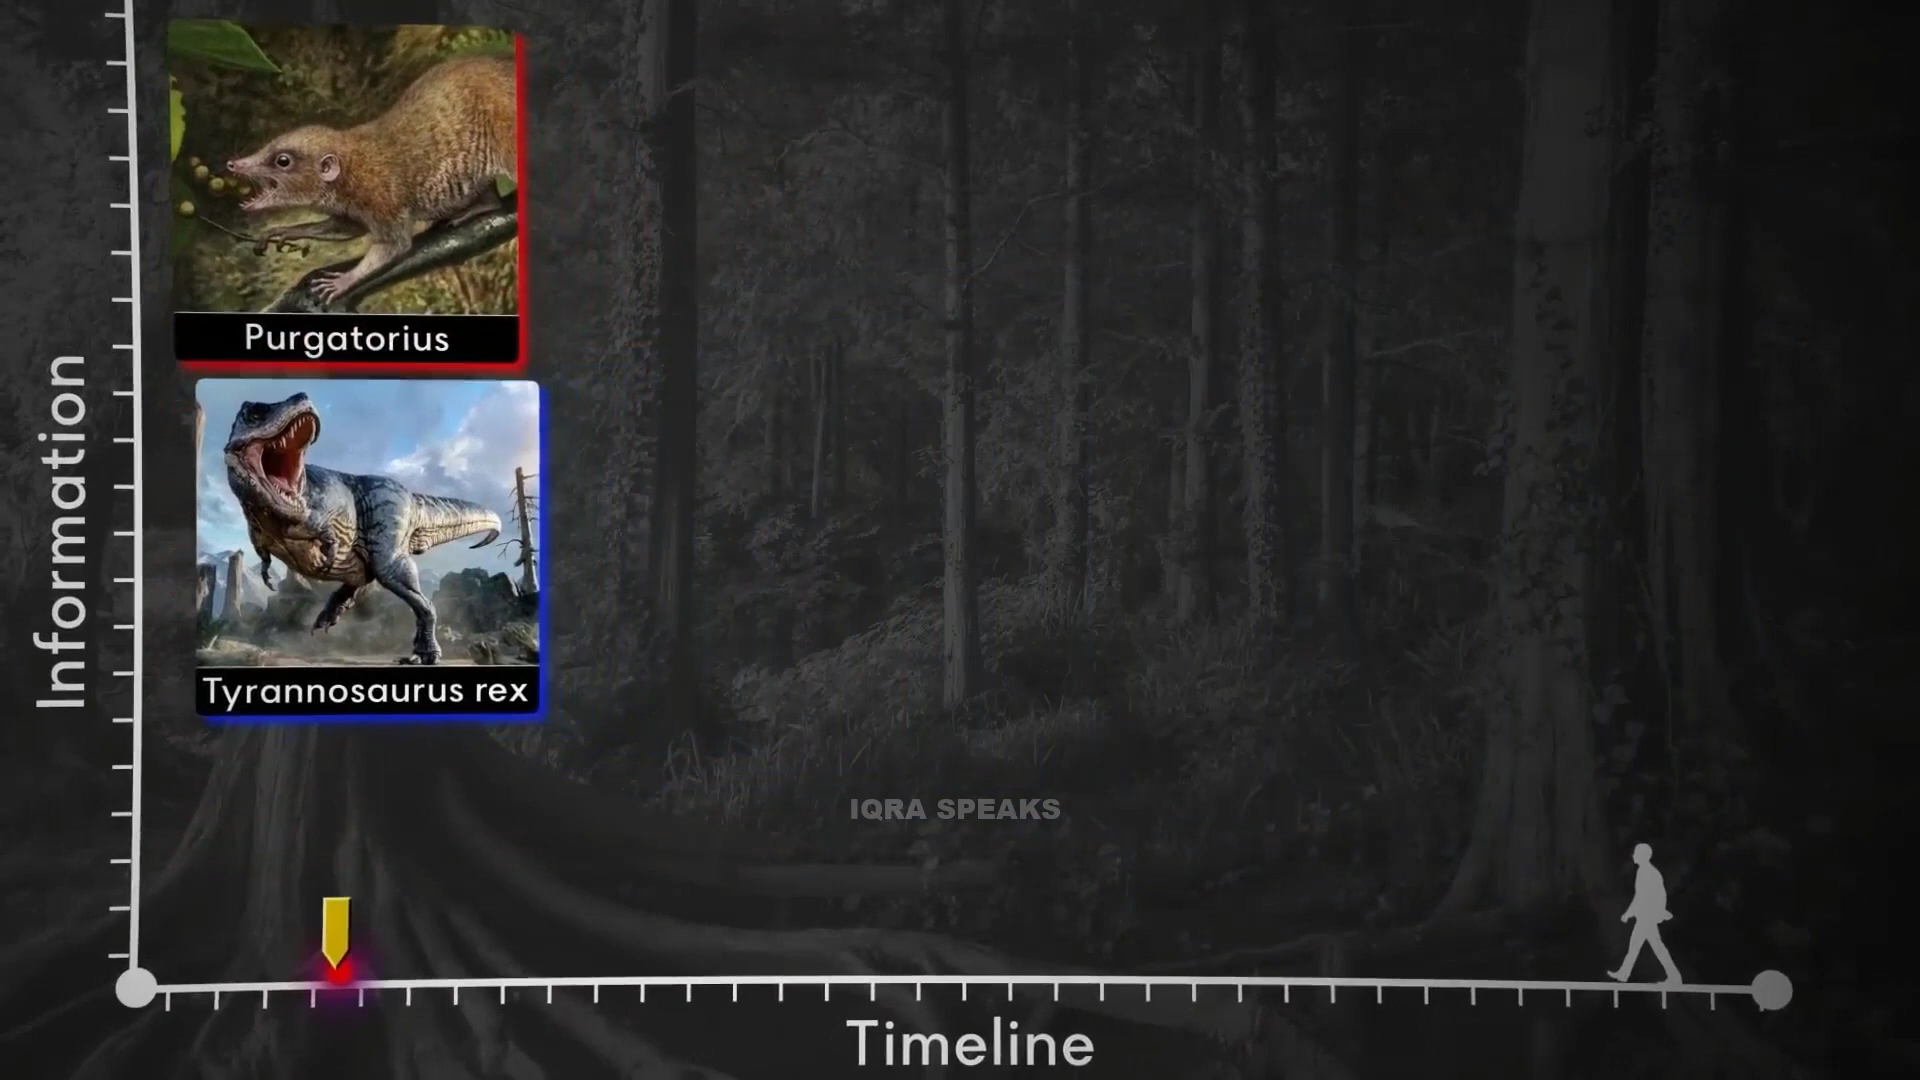 Purgatorius
Tyrannosaurus rex
Information
IQRA SPEAKS
Timeline